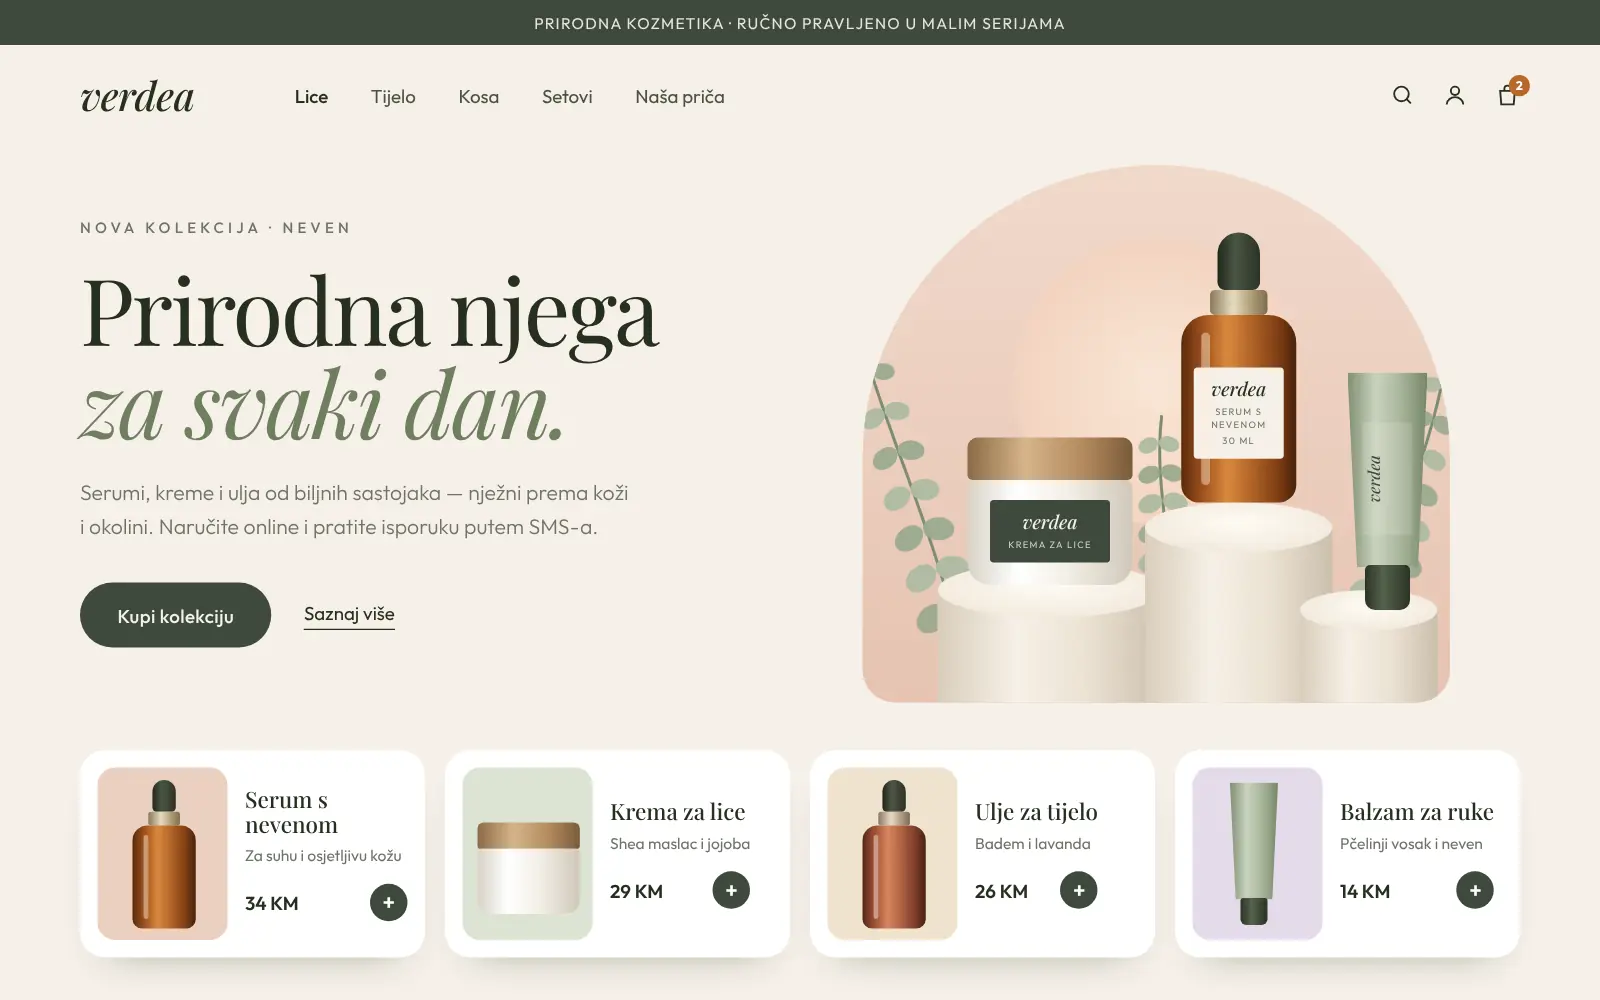 PRIRODNA KOZMETIKA · RUČNO PRAVLJENO U MALIM SERIJAMA
verdea
Lice
Tijelo
Kosa
Setovi
Naša priča
2
NOVA KOLEKCIJA · NEVEN
Prirodna njega
za svaki dan.
Serumi, kreme i ulja od biljnih sastojaka — nježni prema koži
i okolini. Naručite online i pratite isporuku putem SMS-a.
Kupi kolekciju
Saznaj više
verdea
KREMA ZA LICE
verdea
SERUM S
NEVENOM
30 ML
verdea
Serum s
nevenom
Za suhu i osjetljivu kožu
34 KM
+
Krema za lice
Shea maslac i jojoba
29 KM
+
Ulje za tijelo
Badem i lavanda
26 KM
+
Balzam za ruke
Pčelinji vosak i neven
14 KM
+